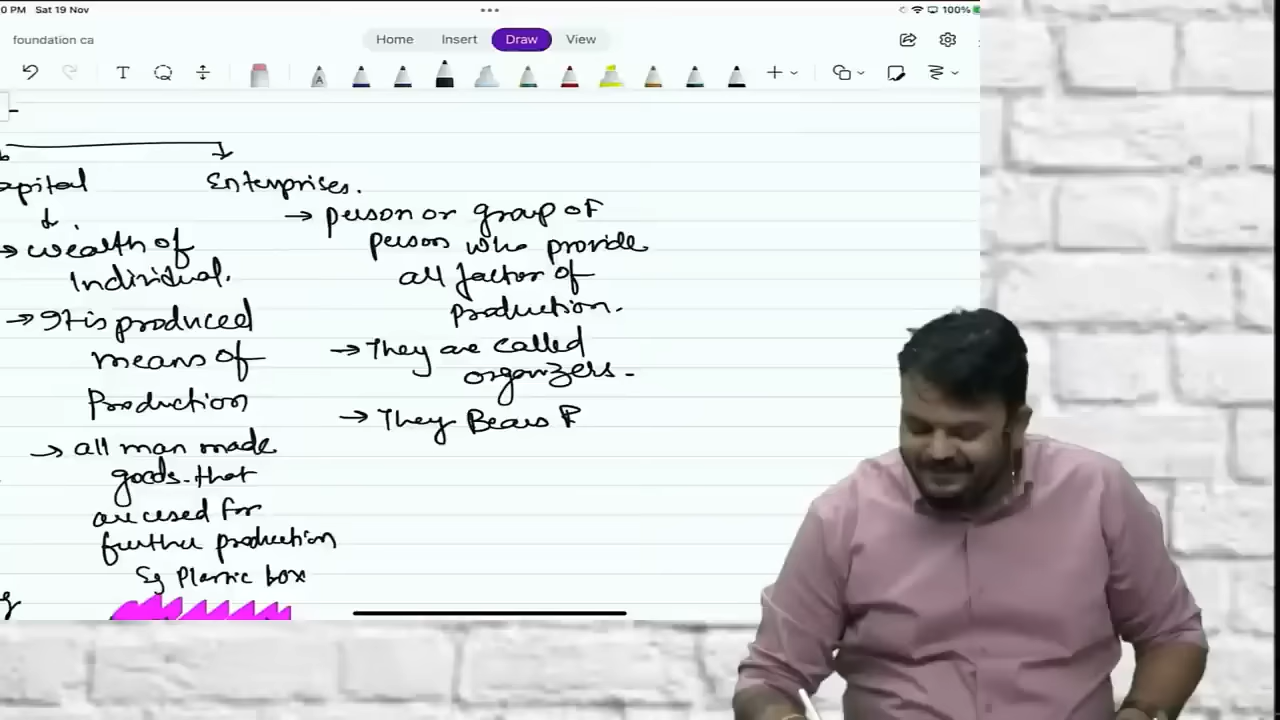 0 PM Sat 19 Nov
100%
foundation ca
Home Insert Draw View
T
A
apital
→ wealth of
Individual.
→ It is produced
means of
Production
→ all man made
goods that
are used for
further production
Eg Plastic box
Enterprises.
→ person or group of
person who provide
all factor of
production.
→ They are called
organizers -
→ They Bears F